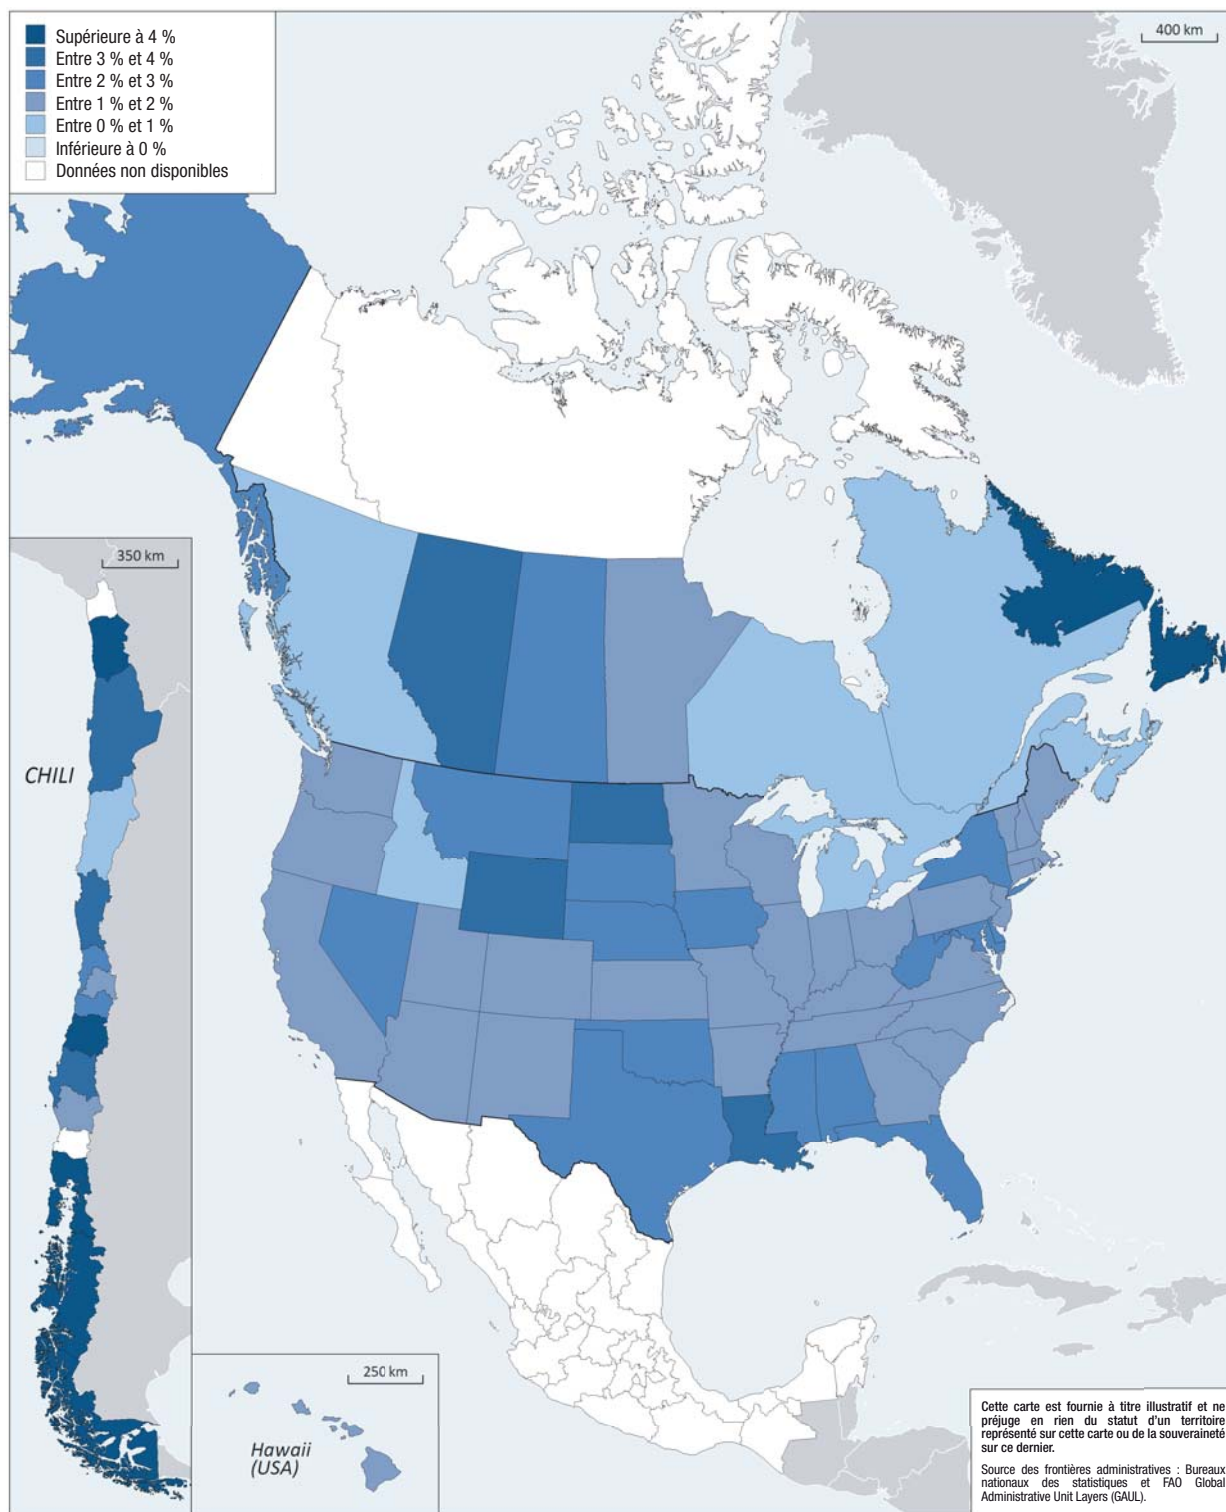 Supérieure à 4 %
Entre 3 % et 4 %
Entre 2 % et 3 %
Entre 1 % et 2 %
Entre 0 % et 1 %
Inférieure à 0 %
Données non disponibles
400 km
350 km
CHILI
250 km
Hawaii
(USA)
Cette carte est fournie à titre illustratif et ne
préjuge en rien du statut d'un territoire
représenté sur cette carte ou de la souveraineté
sur ce dernier.
Source des frontières administratives : Bureaux
nationaux des statistiques et FAO Global
Administrative Unit Layers (GAUL).